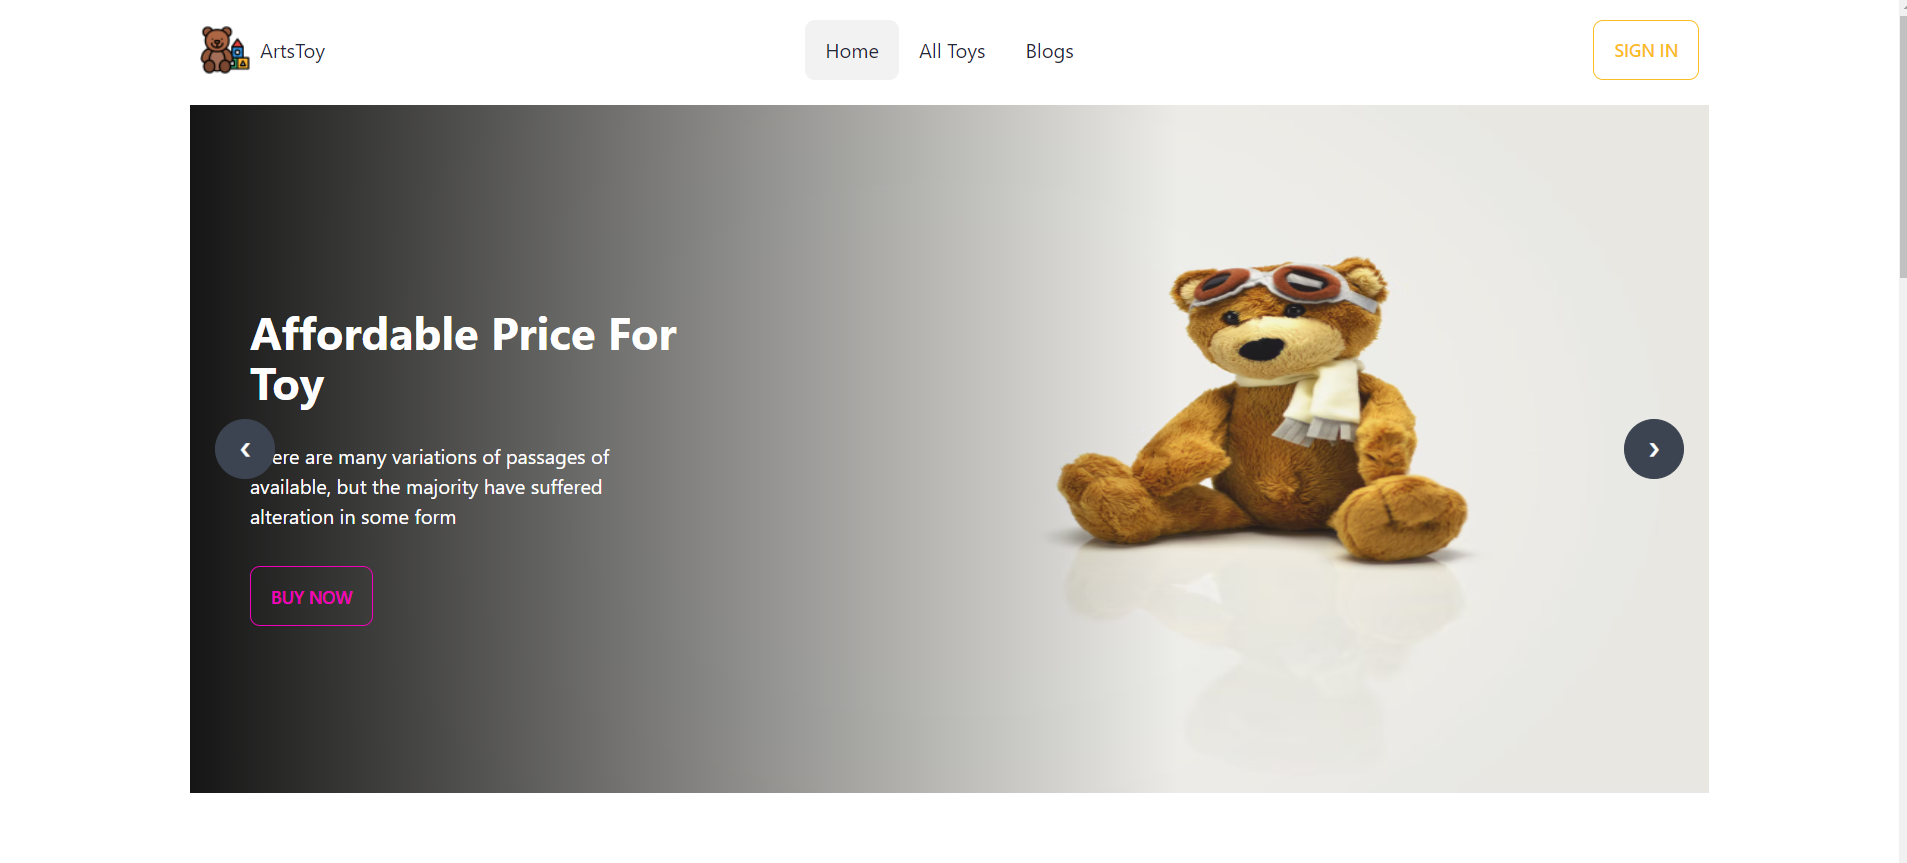 ArtsToy
Home
All Toys
Blogs
SIGN IN
Affordable Price For
Toy
ere are many variations of passages of
available, but the majority have suffered
alteration in some form
BUY NOW